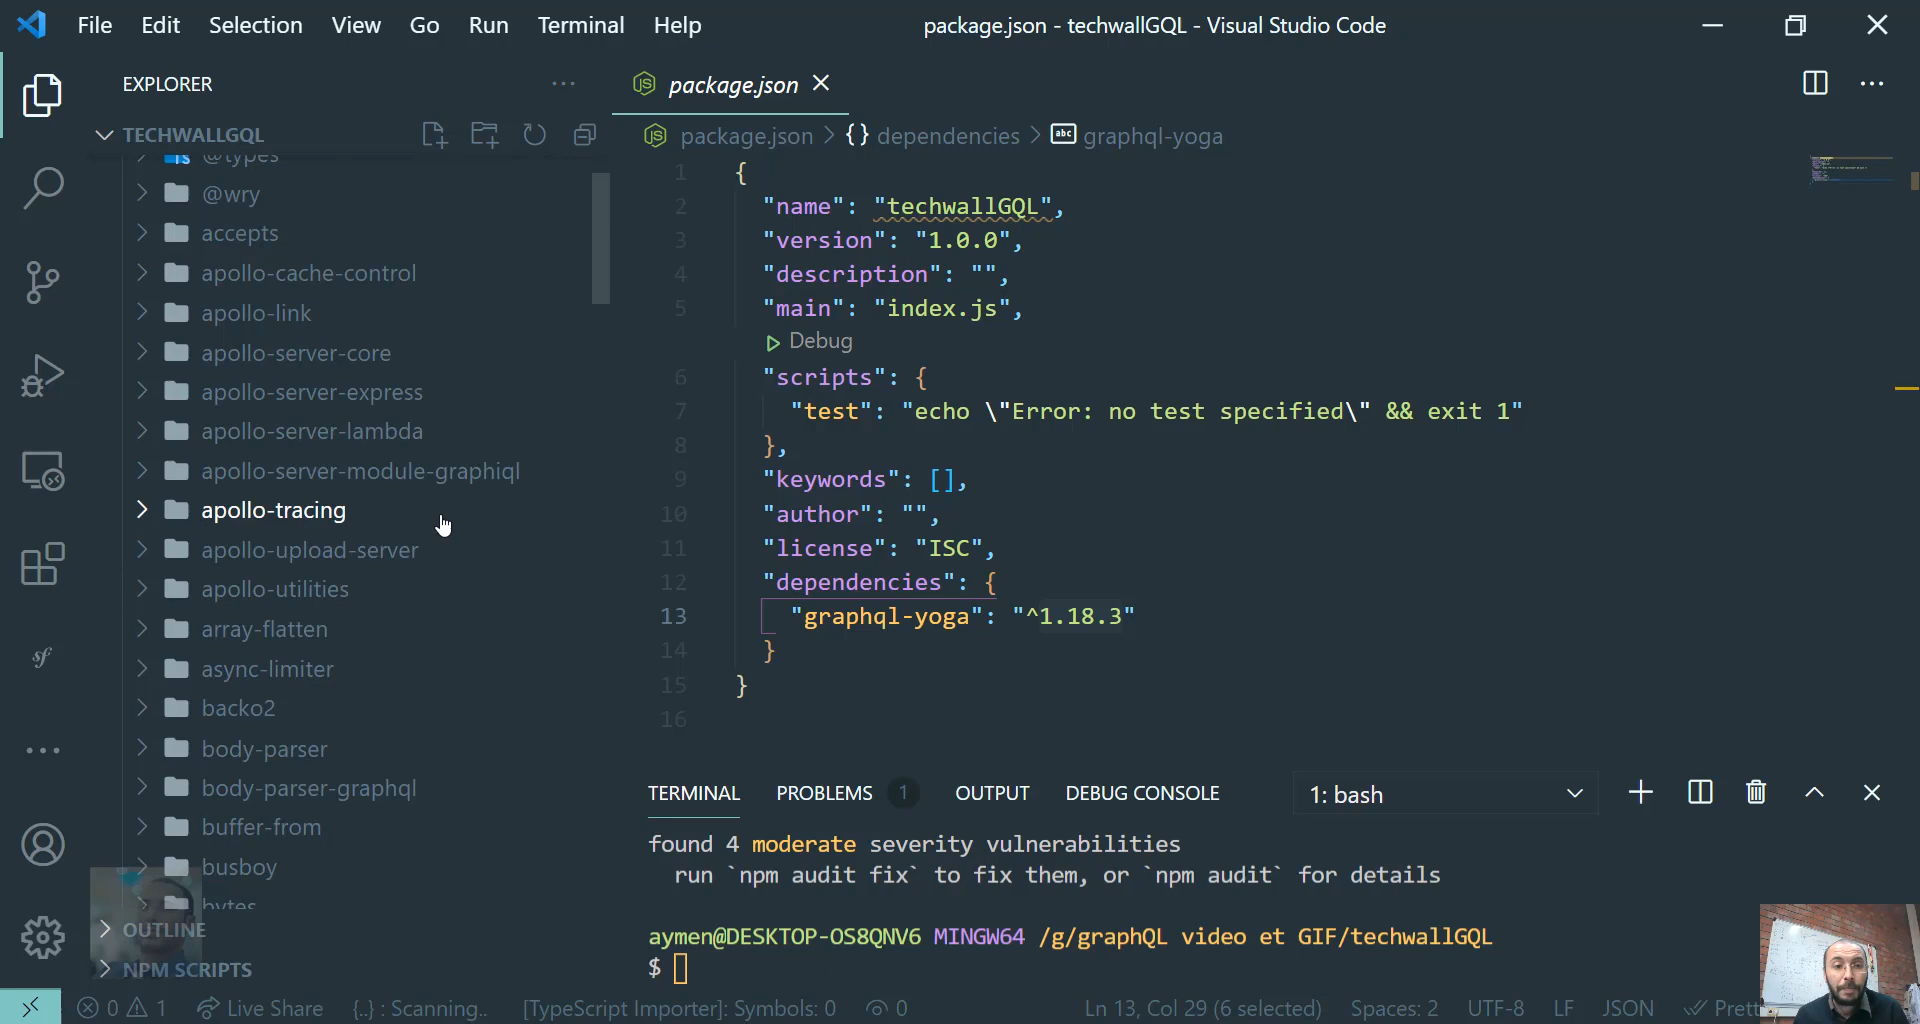 File Edit Selection View Go Run Terminal Help
package.json - techwallGQL - Visual Studio Code
EXPLORER
TECHWALLGQL
@types
@wry
accepts
apollo-cache-control
apollo-link
apollo-server-core
apollo-server-express
apollo-server-lambda
apollo-server-module-graphiql
apollo-tracing
apollo-upload-server
apollo-utilities
array-flatten
async-limiter
backo2
body-parser
body-parser-graphql
buffer-from
busboy
bytes
OUTLINE
NPM SCRIPTS
package.json
package.json > {} dependencies > abc graphql-yoga
1 {
2 "name": "techwallGQL",
3 "version": "1.0.0",
4 "description": "",
5 "main": "index.js",
Debug
6 "scripts": {
7 "test": "echo \"Error: no test specified\" && exit 1"
8 },
9 "keywords": [],
10 "author": "",
11 "license": "ISC",
12 "dependencies": {
13 "graphql-yoga": "^1.18.3"
14 }
15 }
16
TERMINAL PROBLEMS 1 OUTPUT DEBUG CONSOLE 1: bash
found 4 moderate severity vulnerabilities
run `npm audit fix` to fix them, or `npm audit` for details
aymen@DESKTOP-OS8QNV6 MINGW64 /g/graphQL video et GIF/techwallGQL
$
0 1 Live Share {..} : Scanning.. [TypeScript Importer]: Symbols: 0 0 Ln 13, Col 29 (6 selected) Spaces: 2 UTF-8 LF JSON Prett